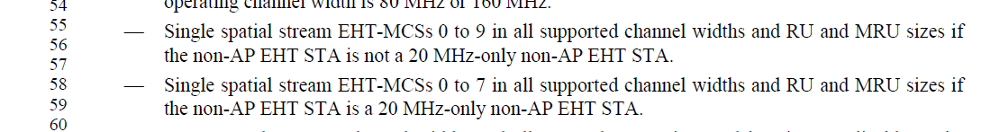 54 operating channel width is 80 MHz or 160 MHz.
55 — Single spatial stream EHT-MCSs 0 to 9 in all supported channel widths and RU and MRU sizes if
56
57 the non-AP EHT STA is not a 20 MHz-only non-AP EHT STA.
58 — Single spatial stream EHT-MCSs 0 to 7 in all supported channel widths and RU and MRU sizes if
59 the non-AP EHT STA is a 20 MHz-only non-AP EHT STA.
60